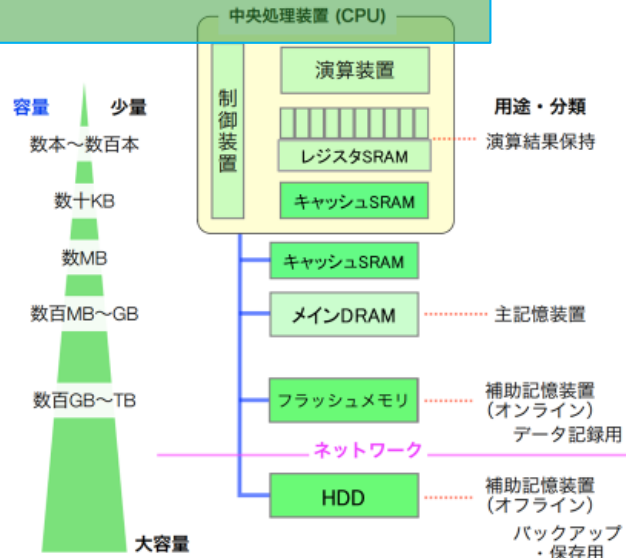 中央処理装置 (CPU)
演算装置
制御装置
容量
少量
用途・分類
数本〜数百本
レジスタSRAM
演算結果保持
数十KB
キャッシュSRAM
数MB
キャッシュSRAM
数百MB〜GB
メインDRAM
主記憶装置
数百GB〜TB
フラッシュメモリ
補助記憶装置
(オンライン)
データ記録用
ネットワーク
HDD
補助記憶装置
(オフライン)
バックアップ
・保存用
大容量